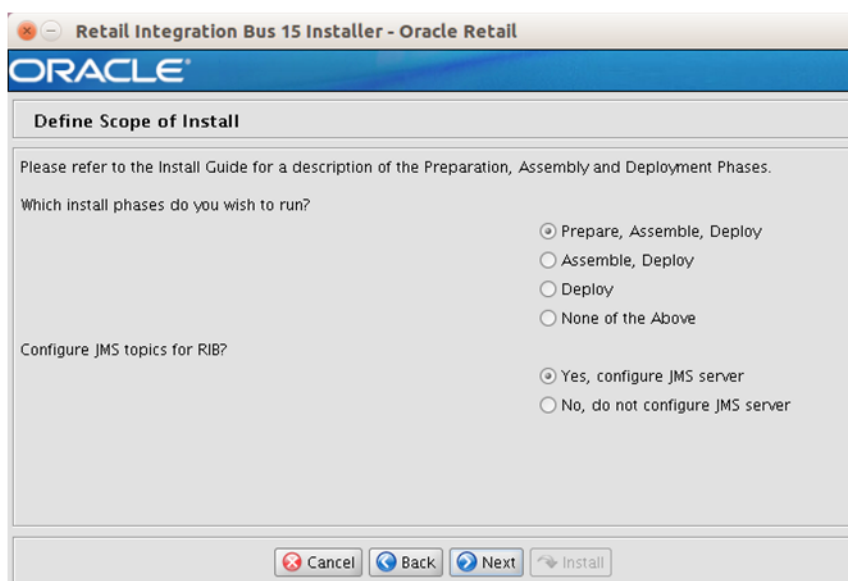 Retail Integration Bus 15 Installer - Oracle Retail
ORACLE®
Define Scope of Install
Please refer to the Install Guide for a description of the Preparation, Assembly and Deployment Phases.
Which install phases do you wish to run?
Prepare, Assemble, Deploy
Assemble, Deploy
Deploy
None of the Above
Configure JMS topics for RIB?
Yes, configure JMS server
No, do not configure JMS server
Cancel Back Next Install